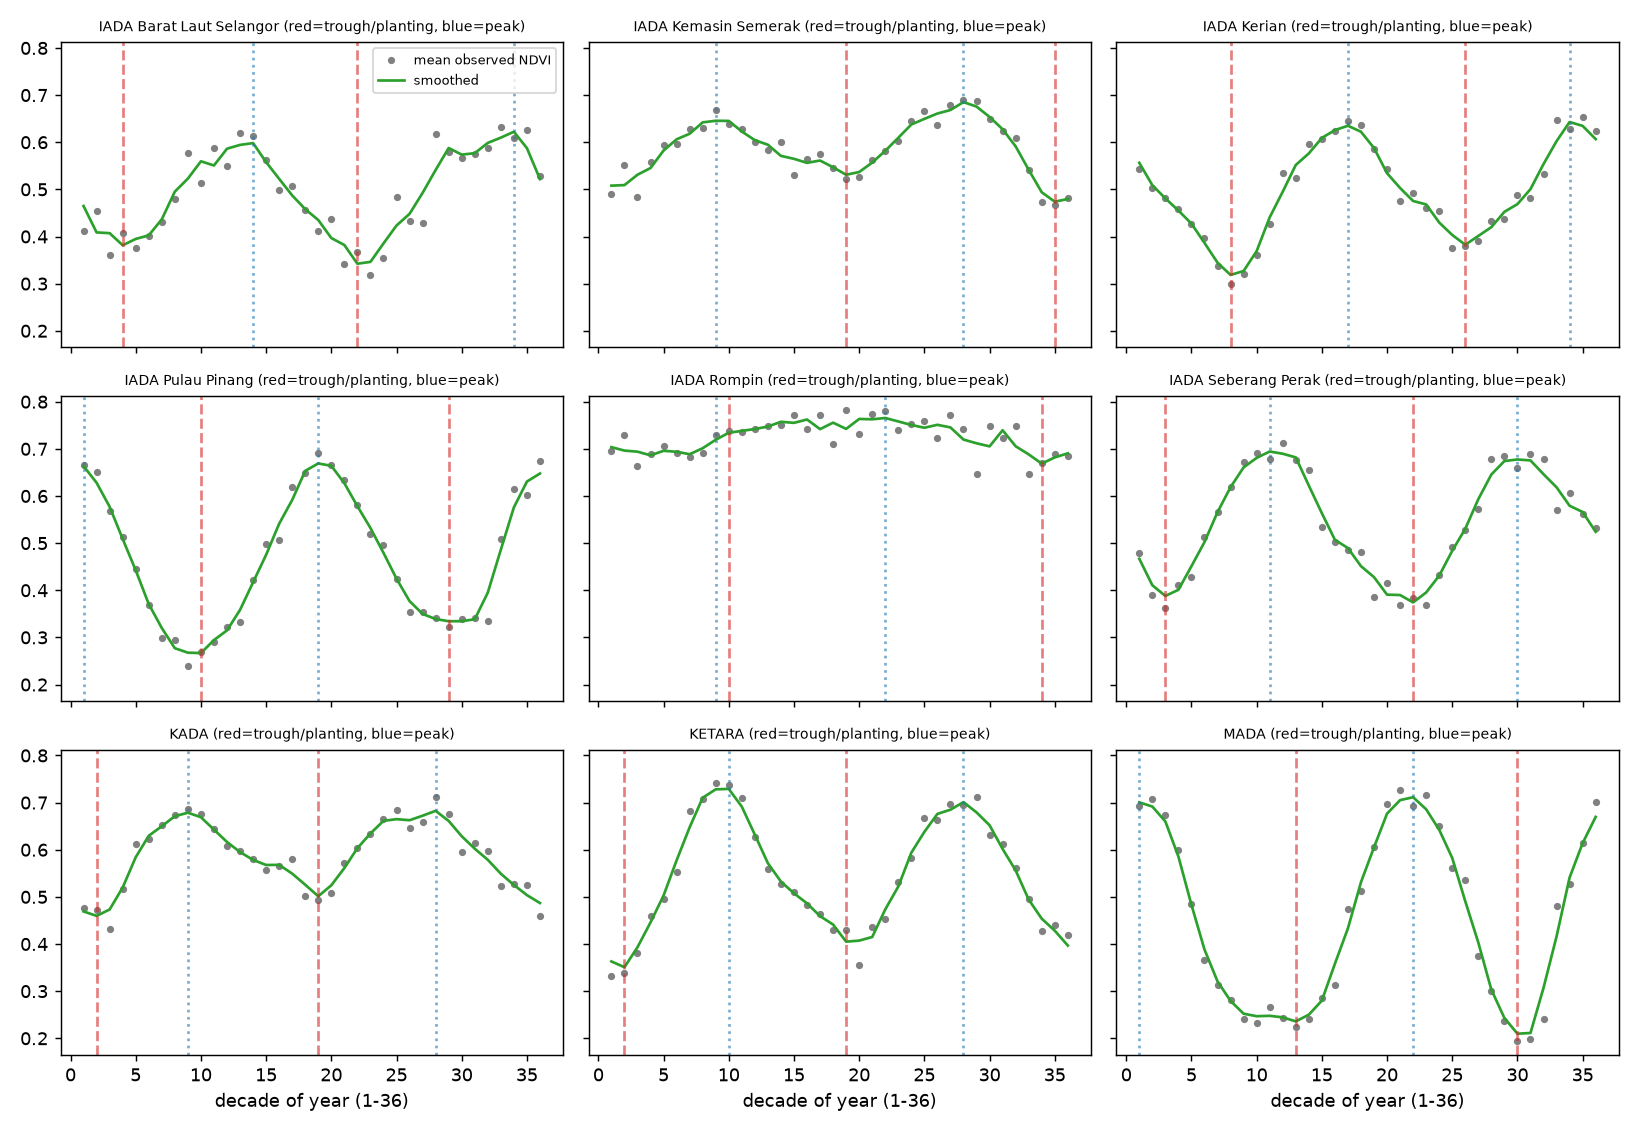 IADA Barat Laut Selangor (red=trough/planting, blue=peak)
IADA Kemasin Semerak (red=trough/planting, blue=peak)
IADA Kerian (red=trough/planting, blue=peak)
mean observed NDVI
smoothed
0.8
0.7
0.6
0.5
0.4
0.3
0.2
IADA Pulau Pinang (red=trough/planting, blue=peak)
IADA Rompin (red=trough/planting, blue=peak)
IADA Seberang Perak (red=trough/planting, blue=peak)
0.8
0.7
0.6
0.5
0.4
0.3
0.2
KADA (red=trough/planting, blue=peak)
KETARA (red=trough/planting, blue=peak)
MADA (red=trough/planting, blue=peak)
0.8
0.7
0.6
0.5
0.4
0.3
0.2
0 5 10 15 20 25 30 35
0 5 10 15 20 25 30 35
0 5 10 15 20 25 30 35
decade of year (1-36)
decade of year (1-36)
decade of year (1-36)